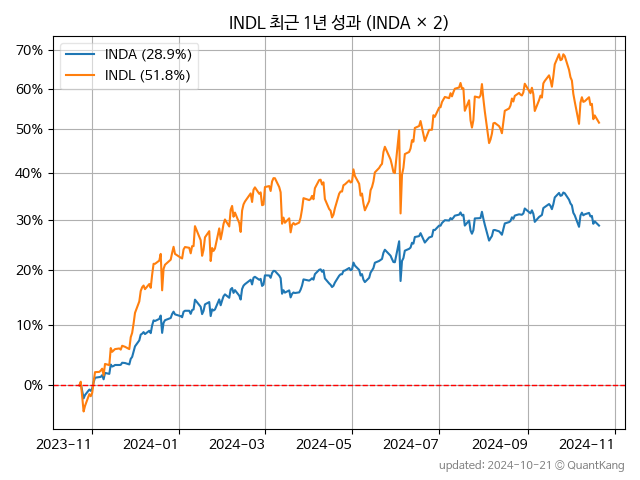 INDL 최근 1년 성과 (INDA × 2)
INDA (28.9%)
INDL (51.8%)
70%
60%
50%
40%
30%
20%
10%
0%
2023-11 2024-01 2024-03 2024-05 2024-07 2024-09 2024-11
updated: 2024-10-21 © QuantKang